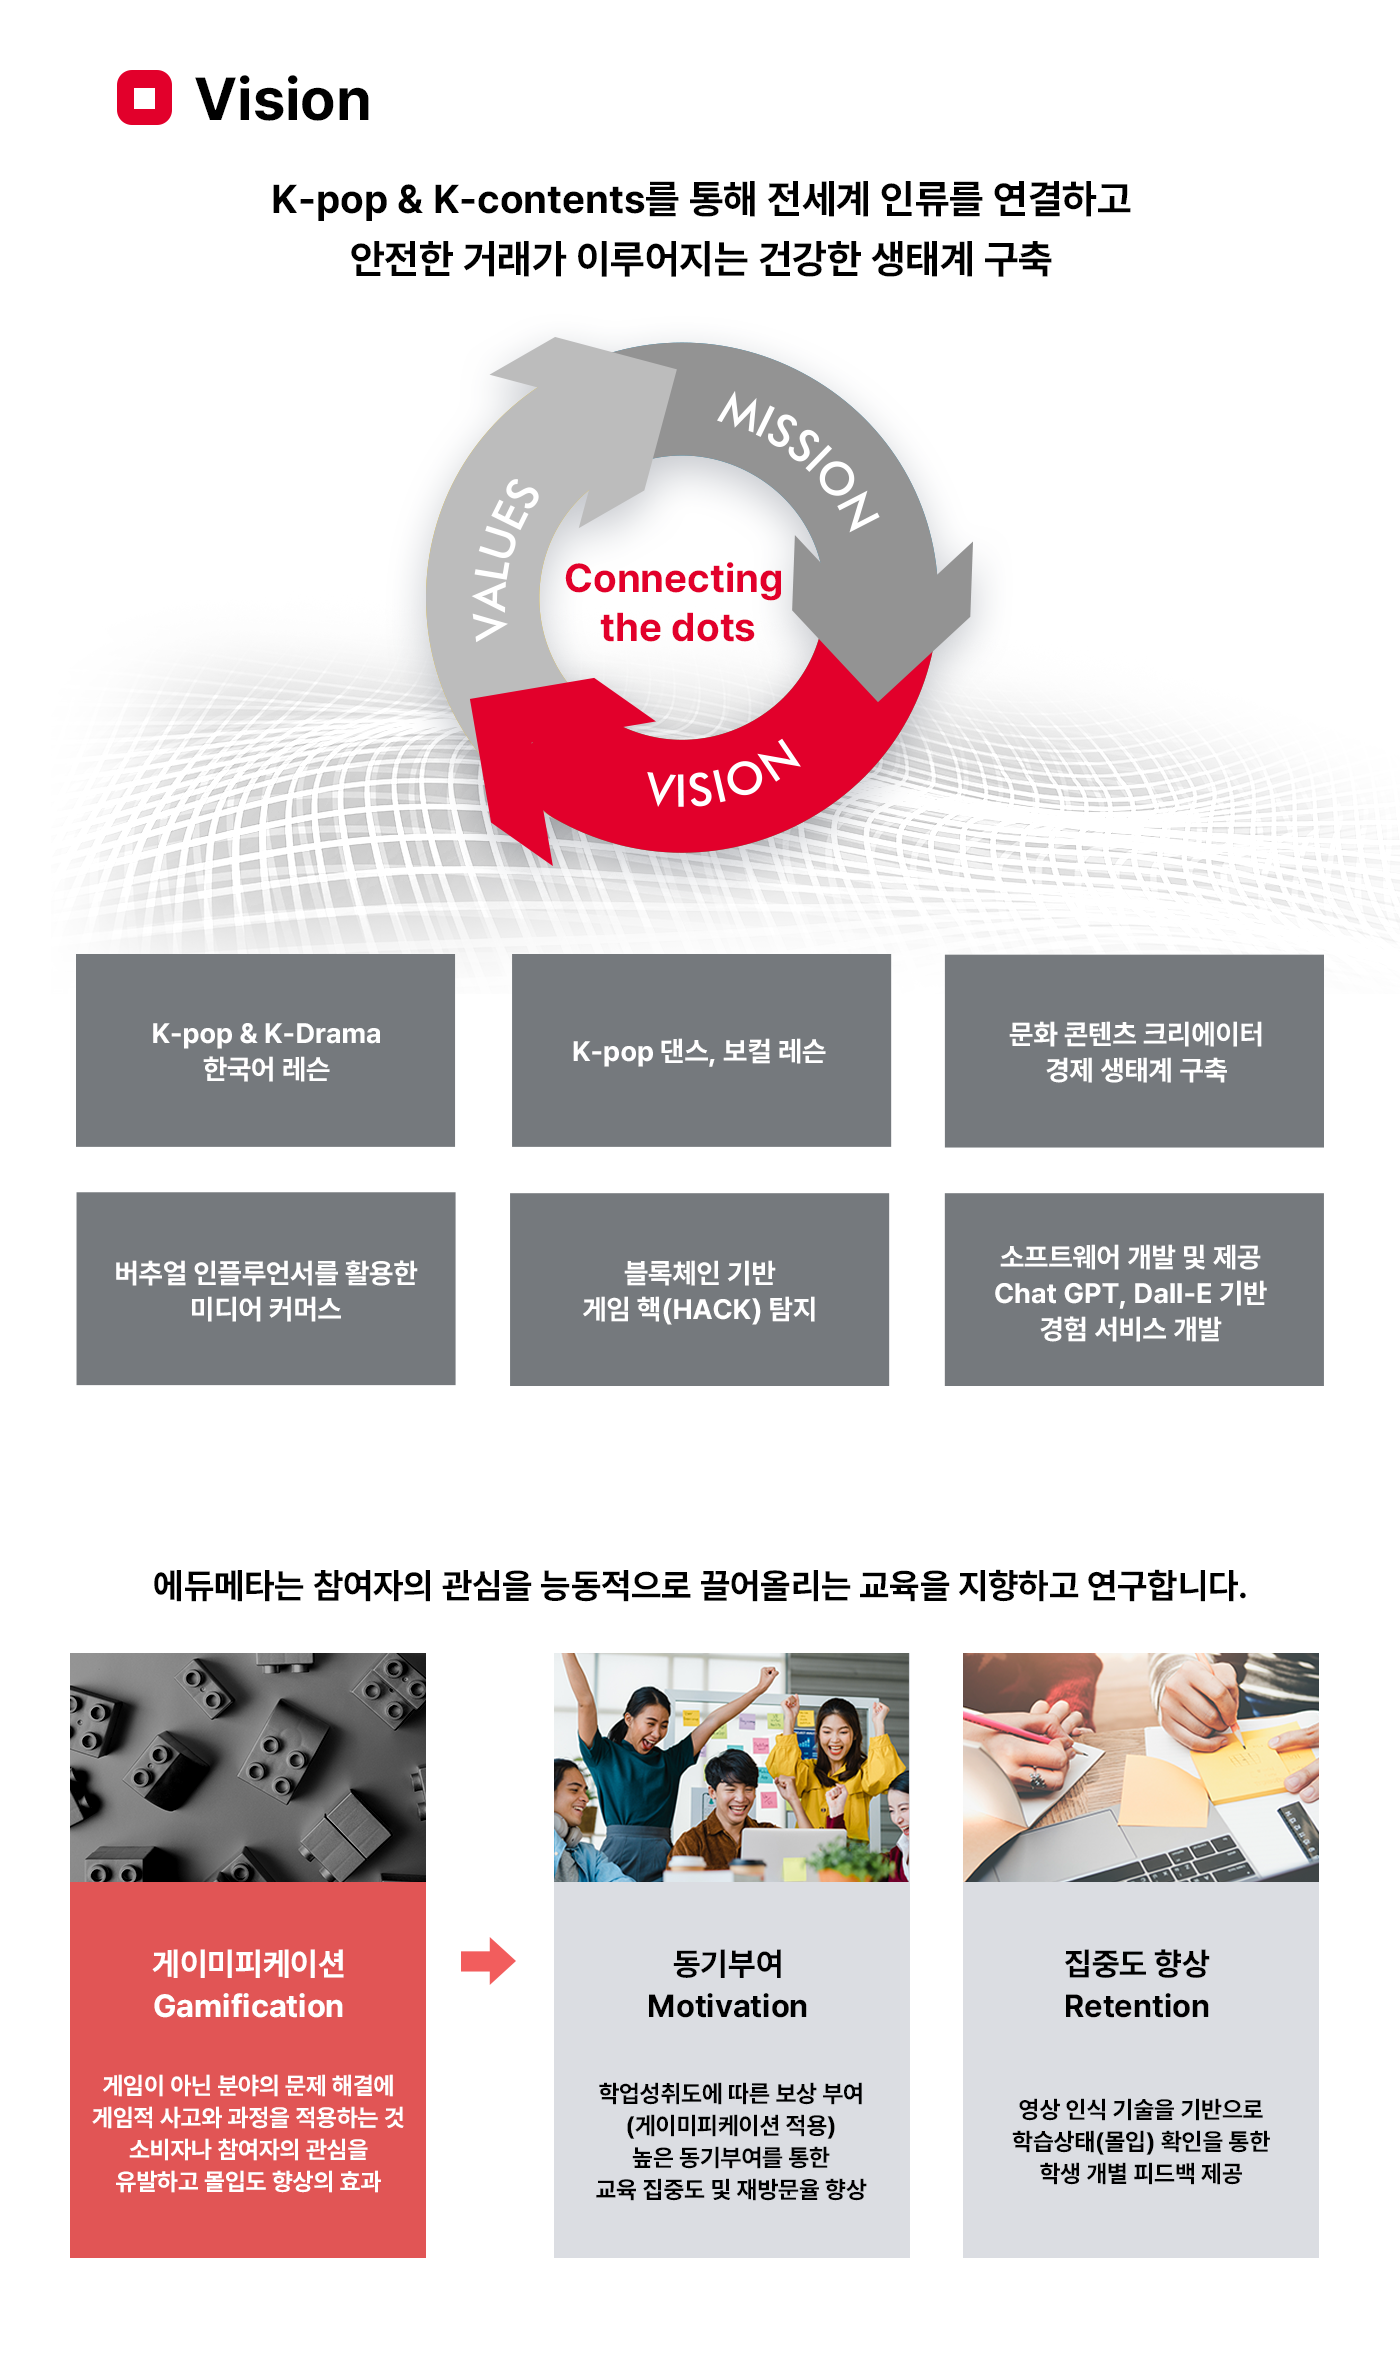 Vision
K-pop & K-contents를 통해 전세계 인류를 연결하고
안전한 거래가 이루어지는 건강한 생태계 구축
MISSION
VALUES
Connecting
the dots
VISION
K-pop & K-Drama
한국어 레슨
K-pop 댄스, 보컬 레슨
문화 콘텐츠 크리에이터
경제 생태계 구축
버추얼 인플루언서를 활용한
미디어 커머스
블록체인 기반
게임 핵(HACK) 탐지
소프트웨어 개발 및 제공
Chat GPT, Dall-E 기반
경험 서비스 개발
에듀메타는 참여자의 관심을 능동적으로 끌어올리는 교육을 지향하고 연구합니다.
게이미피케이션
Gamification
게임이 아닌 분야의 문제 해결에
게임적 사고와 과정을 적용하는 것
소비자나 참여자의 관심을
유발하고 몰입도 향상의 효과
동기부여
Motivation
학업성취도에 따른 보상 부여
(게이미피케이션 적용)
높은 동기부여를 통한
교육 집중도 및 재방문율 향상
집중도 향상
Retention
영상 인식 기술을 기반으로
학습상태(몰입) 확인을 통한
학생 개별 피드백 제공